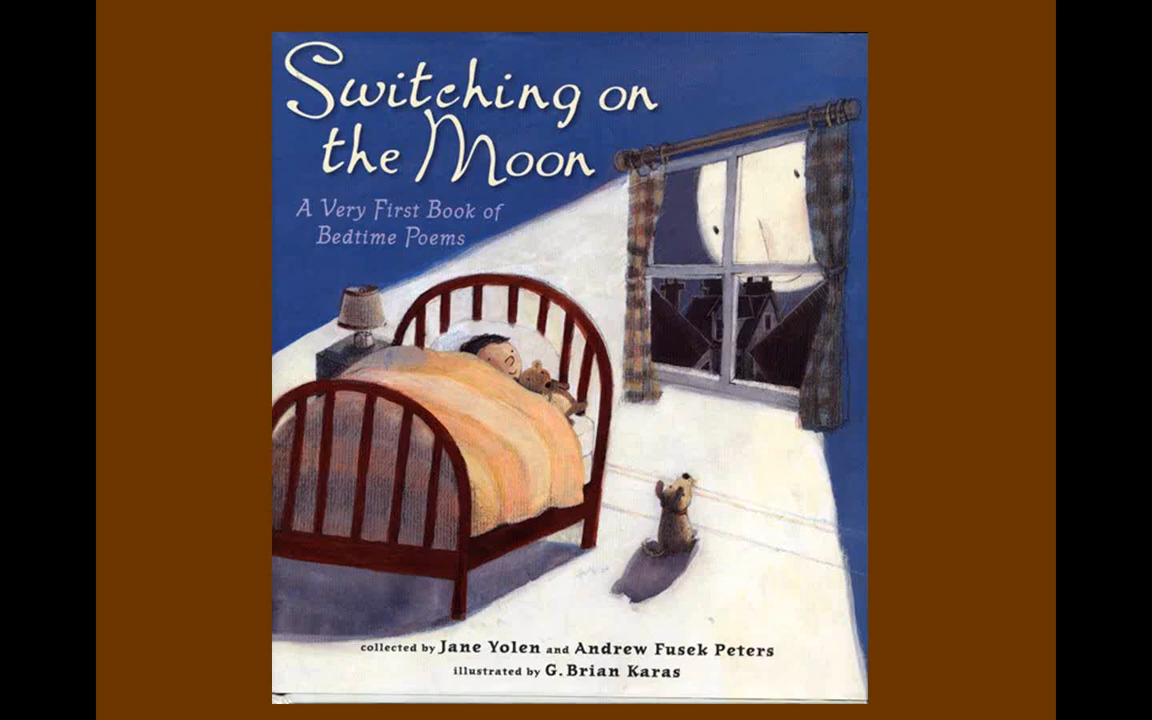 Switching on
the Moon
A Very First Book of
Bedtime Poems
collected by Jane Yolen and Andrew Fusek Peters
illustrated by G. Brian Karas